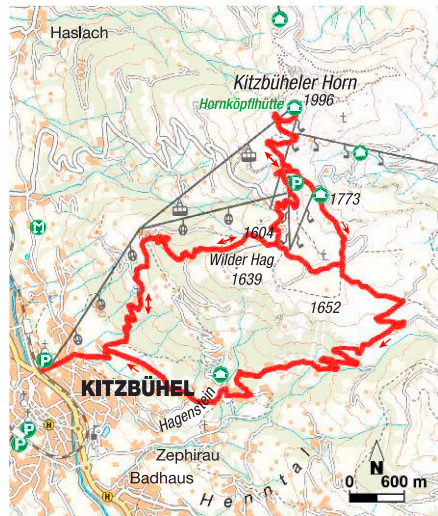 Haslach
Kitzbüheler Horn
1996
Hornköpflhütte
P
1773
M
1604
Wilder Hag
1639
1652
P
KITZBÜHEL
Hagenstein
H
P
P
Zephirau
Badhaus
H
Henntal
N
0 600 m